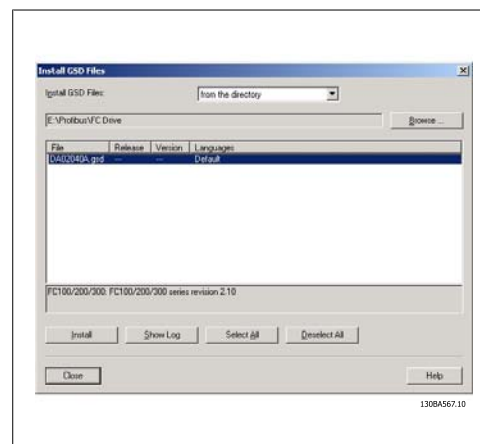 Install GSD Files
Install GSD Files: from the directory
E:\Profibus\FC Drive Browse ...
File Release Version Languages
DA02040A.gsd --- --- Default
FC100/200/300: FC100/200/300 series revision 2.10
Install Show Log Select All Deselect All
Close Help
130BA567.10